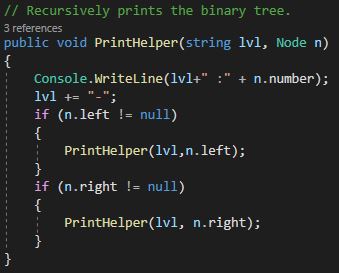 // Recursively prints the binary tree.
3 references
public void PrintHelper(string lvl, Node n)
{
    Console.WriteLine(lvl+" :" + n.number);
    lvl += "-";
    if (n.left != null)
    {
        PrintHelper(lvl,n.left);
    }
    if (n.right != null)
    {
        PrintHelper(lvl, n.right);
    }
}